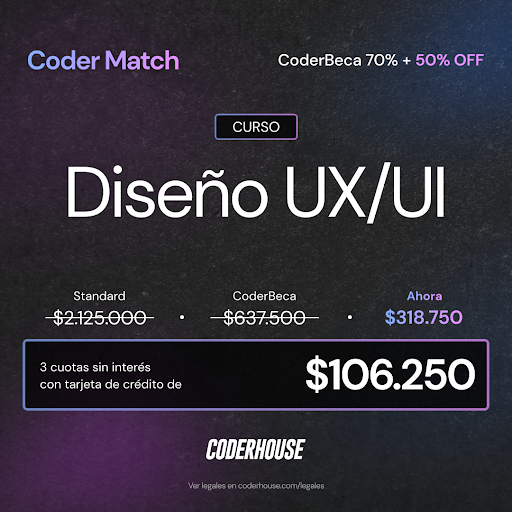 Coder Match
CoderBeca 70% + 50% OFF
CURSO
Diseño UX/UI
Standard
$2.125.000
CoderBeca
$637.500
Ahora
$318.750
3 cuotas sin interés
con tarjeta de crédito de
$106.250
CODERHOUSE
Ver legales en coderhouse.com/legales